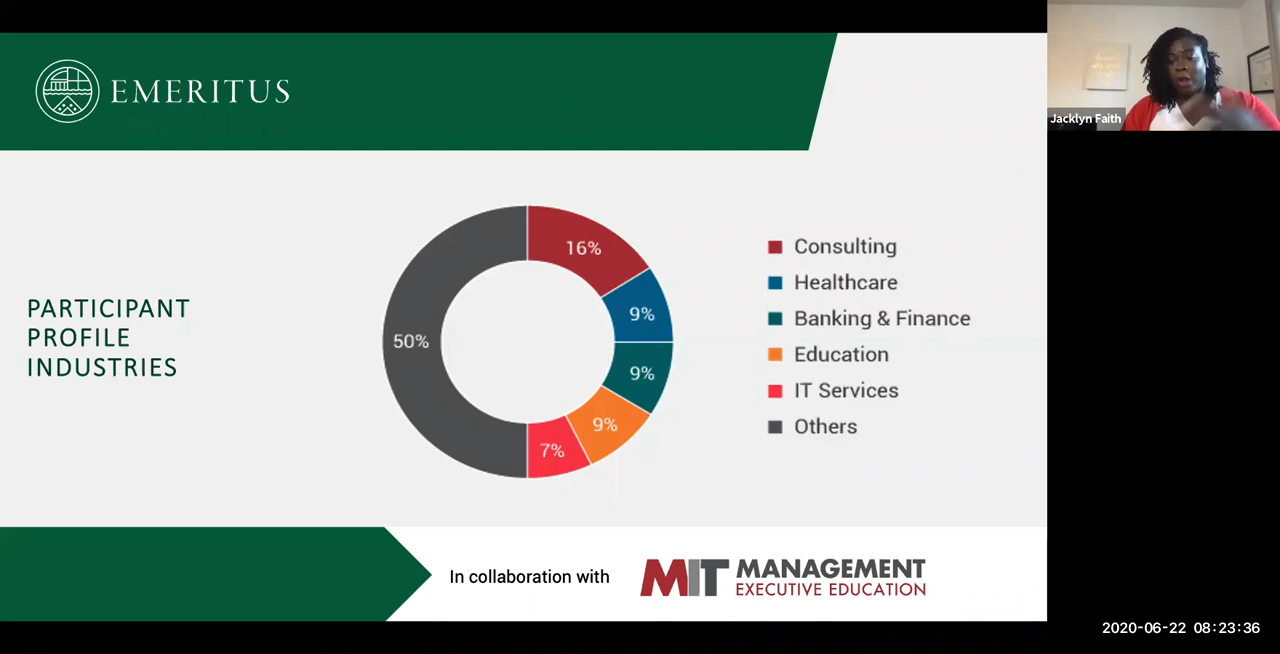 EMERITUS
Jacklyn Faith
PARTICIPANT
PROFILE
INDUSTRIES
16%
9%
9%
9%
7%
50%
Consulting
Healthcare
Banking & Finance
Education
IT Services
Others
In collaboration with
MIT MANAGEMENT
EXECUTIVE EDUCATION
2020-06-22 08:23:36